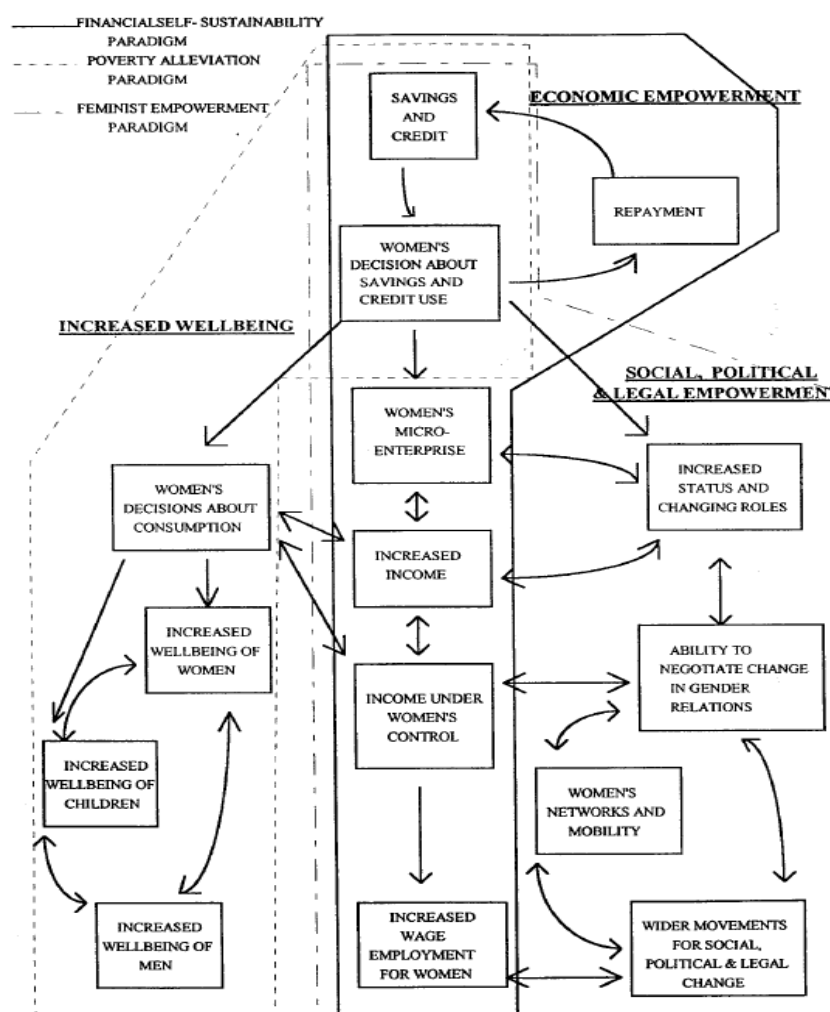 FINANCIALSELF- SUSTAINABILITY
PARADIGM
POVERTY ALLEVIATION
PARADIGM
FEMINIST EMPOWERMENT
PARADIGM
SAVINGS
AND
CREDIT
ECONOMIC EMPOWERMENT
REPAYMENT
WOMEN'S
DECISION ABOUT
SAVINGS AND
CREDIT USE
INCREASED WELLBEING
SOCIAL, POLITICAL
& LEGAL EMPOWERMENT
WOMEN'S
MICRO-
ENTERPRISE
INCREASED
STATUS AND
CHANGING ROLES
WOMEN'S
DECISIONS ABOUT
CONSUMPTION
INCREASED
INCOME
INCREASED
WELLBEING OF
WOMEN
ABILITY TO
NEGOTIATE CHANGE
IN GENDER
RELATIONS
INCOME UNDER
WOMEN'S
CONTROL
INCREASED
WELLBEING OF
CHILDREN
WOMEN'S
NETWORKS AND
MOBILITY
INCREASED
WELLBEING OF
MEN
INCREASED
WAGE
EMPLOYMENT
FOR WOMEN
WIDER MOVEMENTS
FOR SOCIAL,
POLITICAL & LEGAL
CHANGE